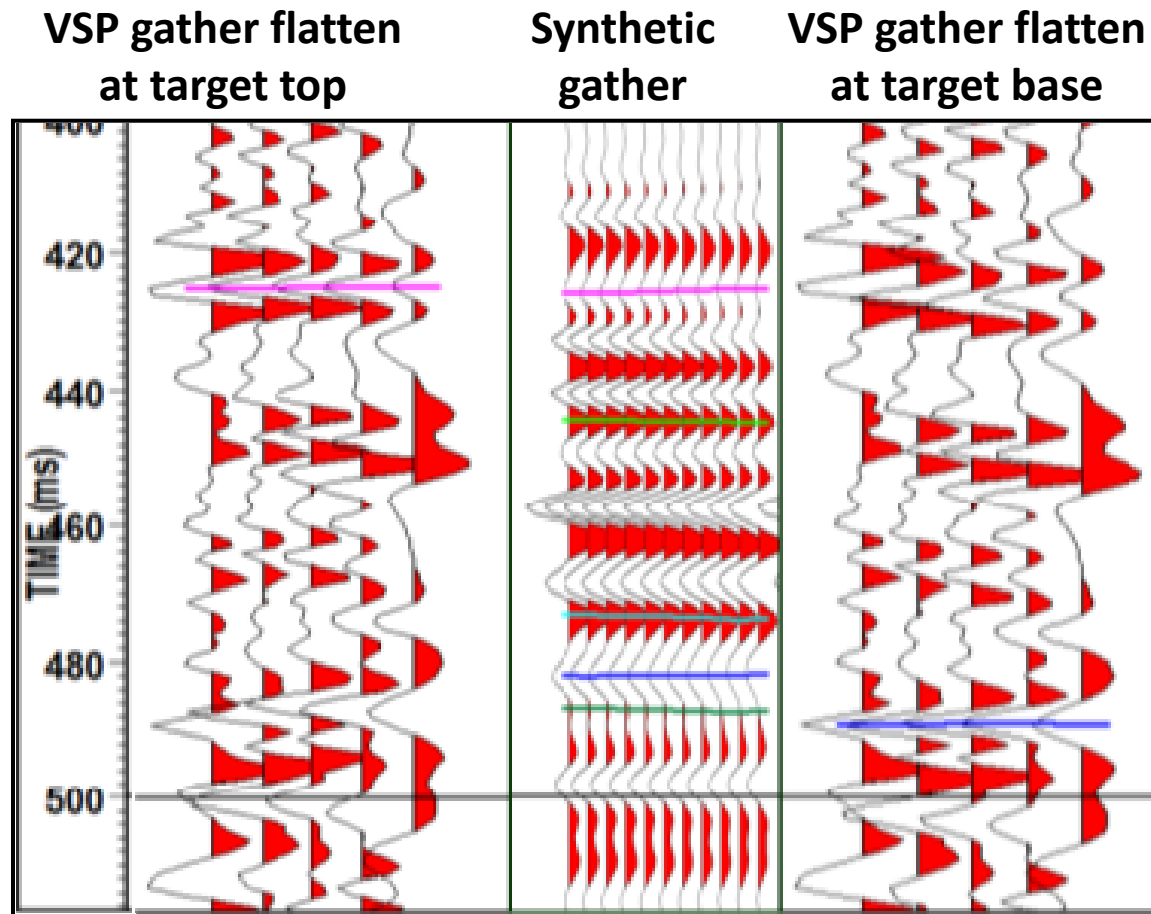 VSP gather flatten
at target top
Synthetic
gather
VSP gather flatten
at target base
400
420
440
460
480
500
TIME (ms)